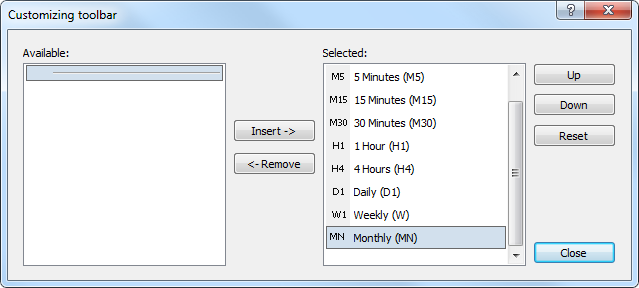 Customizing toolbar
Available:
Selected:
M5 5 Minutes (M5)
M15 15 Minutes (M15)
M30 30 Minutes (M30)
H1 1 Hour (H1)
H4 4 Hours (H4)
D1 Daily (D1)
W1 Weekly (W)
MN Monthly (MN)
Insert ->
<- Remove
Up
Down
Reset
Close